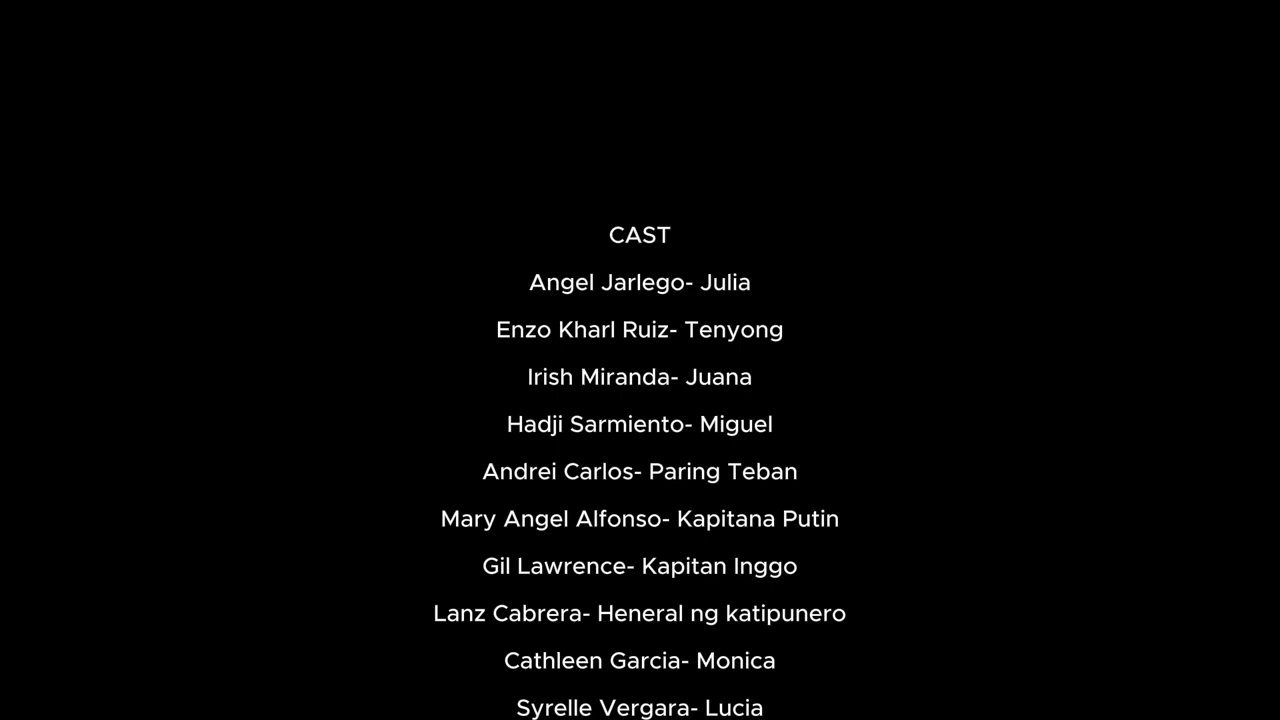 CAST
Angel Jarlego- Julia
Enzo Kharl Ruiz- Tenyong
Irish Miranda- Juana
Hadji Sarmiento- Miguel
Andrei Carlos- Paring Teban
Mary Angel Alfonso- Kapitana Putin
Gil Lawrence- Kapitan Inggo
Lanz Cabrera- Heneral ng katipunero
Cathleen Garcia- Monica
Syrelle Vergara- Lucia